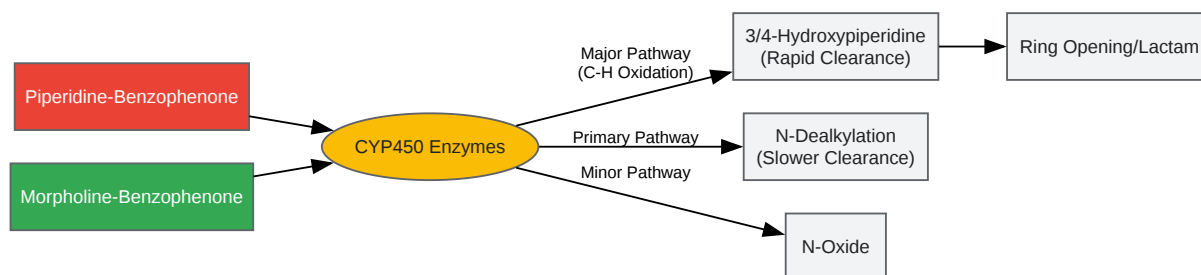 Piperidine-Benzophenone
Morpholine-Benzophenone
CYP450 Enzymes
Major Pathway
(C-H Oxidation)
Primary Pathway
Minor Pathway
3/4-Hydroxypiperidine
(Rapid Clearance)
N-Dealkylation
(Slower Clearance)
N-Oxide
Ring Opening/Lactam